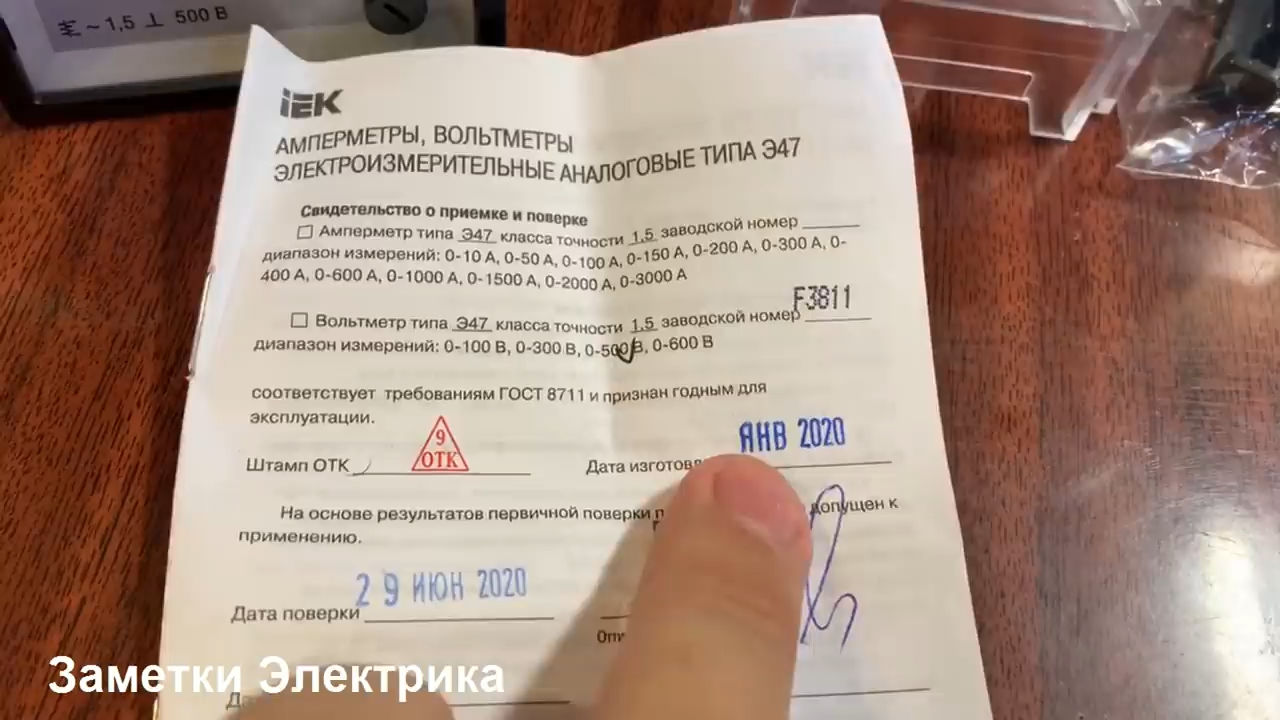 ~ 1,5 ⊥ 500 В
iEK
АМПЕРМЕТРЫ, ВОЛЬТМЕТРЫ
ЭЛЕКТРОИЗМЕРИТЕЛЬНЫЕ АНАЛОГОВЫЕ ТИПА Э47
Свидетельство о приемке и поверке
Амперметр типа Э47 класса точности 1,5 заводской номер
диапазон измерений: 0-10 А, 0-50 А, 0-100 А, 0-150 А, 0-200 А, 0-300 А, 0-
400 А, 0-600 А, 0-1000 А, 0-1500 А, 0-2000 А, 0-3000 А
F3811
Вольтметр типа Э47 класса точности 1,5 заводской номер
диапазон измерений: 0-100 В, 0-300 В, 0-500 В, 0-600 В
соответствует требованиям ГОСТ 8711 и признан годным для
эксплуатации.
9
ОТК
ЯНВ 2020
Штамп ОТК Дата
На основе результатов первичной поверки допущен к
применению.
29 ИЮН 2020
Дата поверки
Заметки Электрика